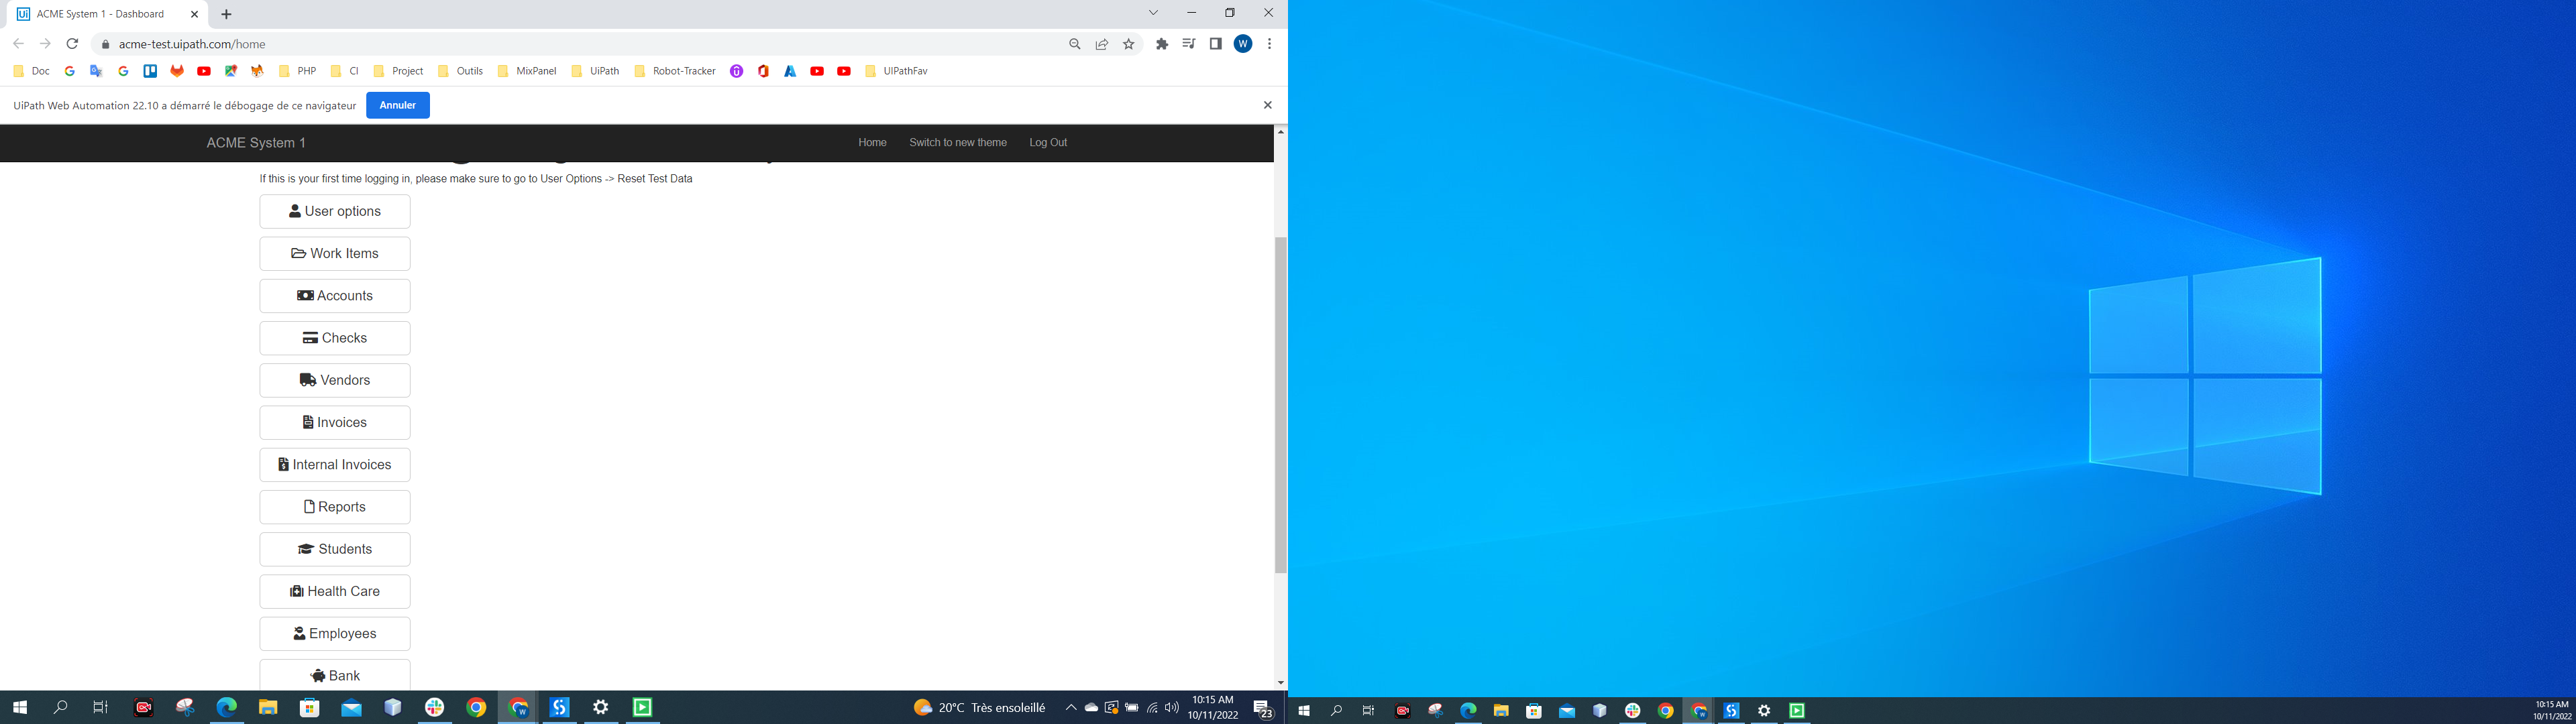 ACME System 1 - Dashboard
acme-test.uipath.com/home
W
Doc PHP CI Project Outils MixPanel UiPath Robot-Tracker UIPathFav
UiPath Web Automation 22.10 a démarré le débogage de ce navigateur Annuler
ACME System 1 Home Switch to new theme Log Out
If this is your first time logging in, please make sure to go to User Options -> Reset Test Data
User options
Work Items
Accounts
Checks
Vendors
Invoices
Internal Invoices
Reports
Students
Health Care
Employees
Bank
20°C Très ensoleillé
10:15 AM
10/11/2022
23
10:15 AM
10/11/2022